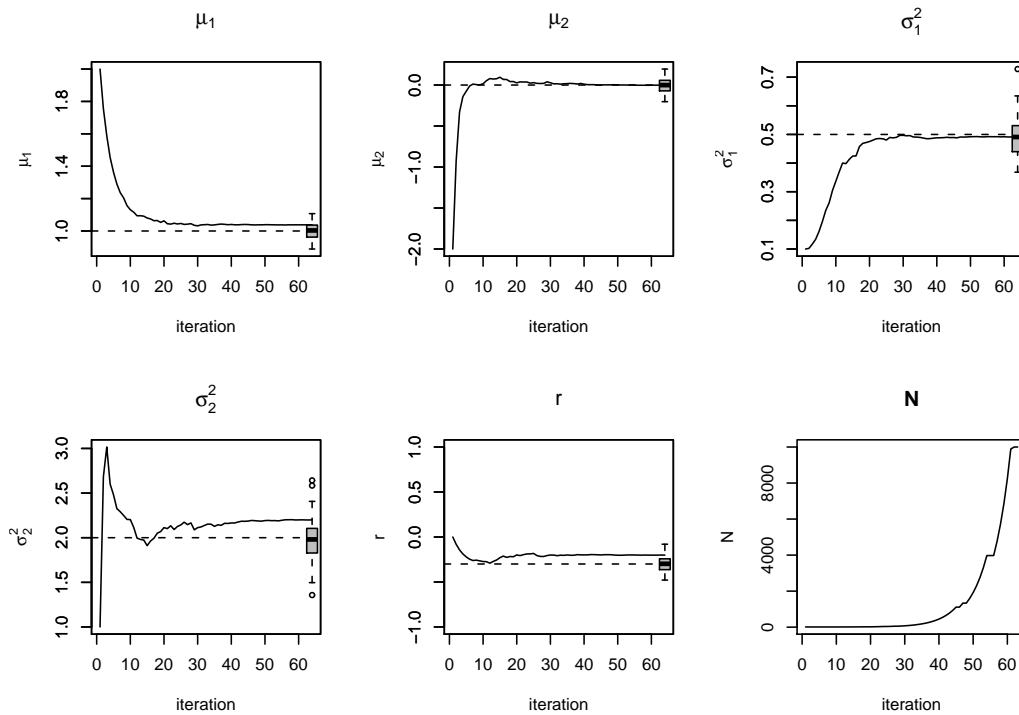 μ₁ μ₂ σ₁²
μ₁
1.0 1.4 1.8
0 10 20 30 40 50 60
iteration
μ₂
−2.0 −1.0 0.0
0 10 20 30 40 50 60
iteration
σ₁²
0.1 0.3 0.5 0.7
0 10 20 30 40 50 60
iteration
σ₂² r N
σ₂²
1.0 1.5 2.0 2.5 3.0
0 10 20 30 40 50 60
iteration
r
−1.0 0.0 0.5 1.0
0 10 20 30 40 50 60
iteration
N
0 4000 8000
0 10 20 30 40 50 60
iteration